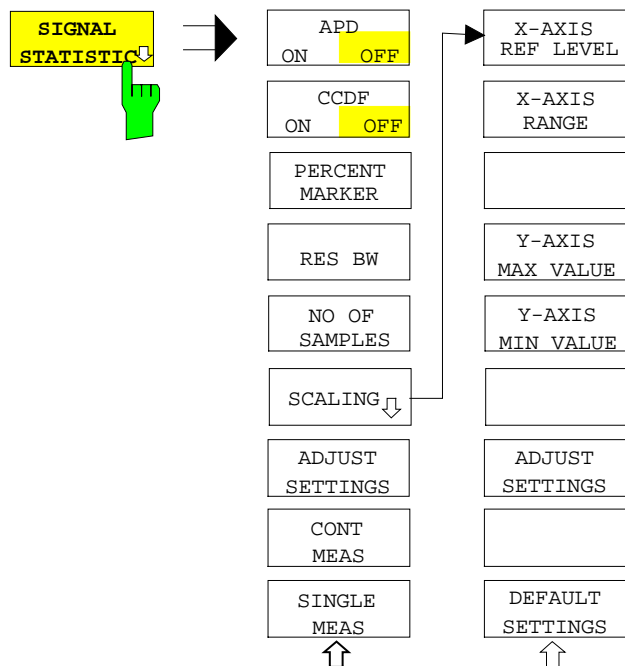 SIGNAL
STATISTIC
APD
ON OFF
CCDF
ON OFF
PERCENT
MARKER
RES BW
NO OF
SAMPLES
SCALING
ADJUST
SETTINGS
CONT
MEAS
SINGLE
MEAS
X-AXIS
REF LEVEL
X-AXIS
RANGE
Y-AXIS
MAX VALUE
Y-AXIS
MIN VALUE
ADJUST
SETTINGS
DEFAULT
SETTINGS